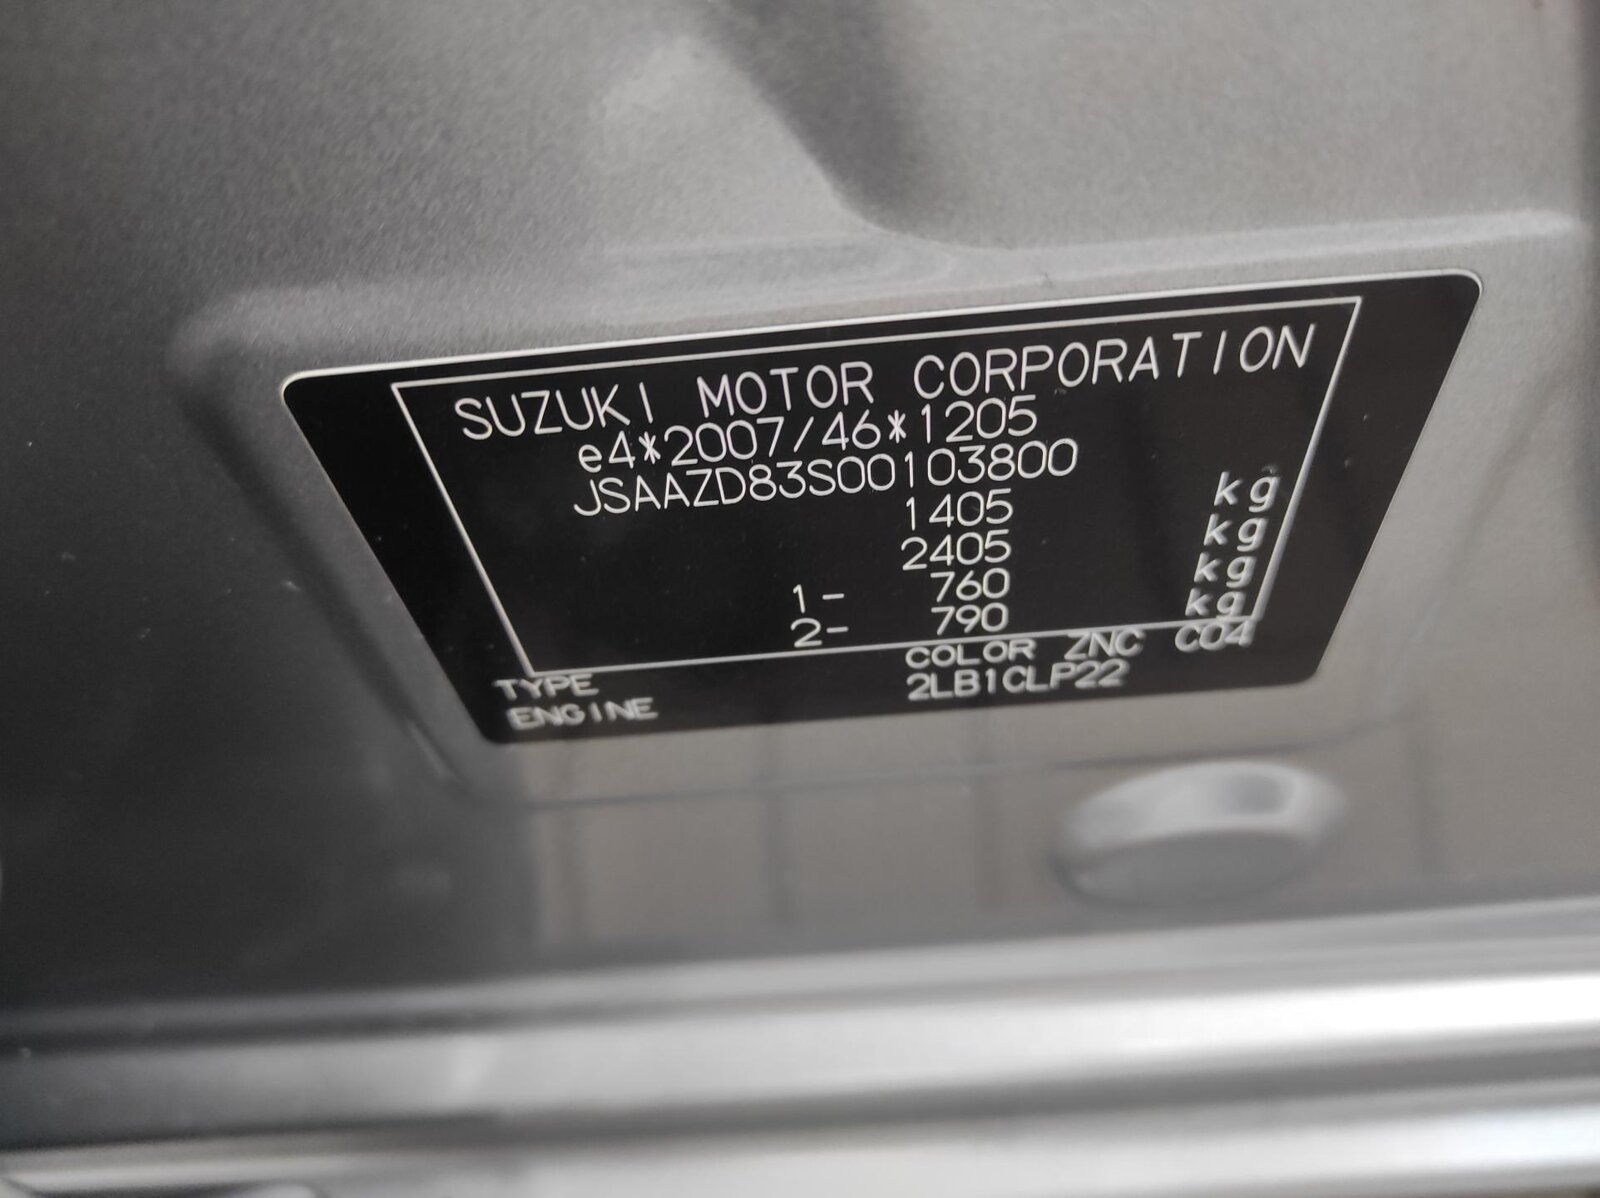 SUZUKI MOTOR CORPORATION
e4*2007/46*1205
JSAAZD83S00103800
1405 kg
2405 kg
1- 760 kg
2- 790 kg
TYPE COLOR ZNC C04
ENGINE 2LB1CLP22